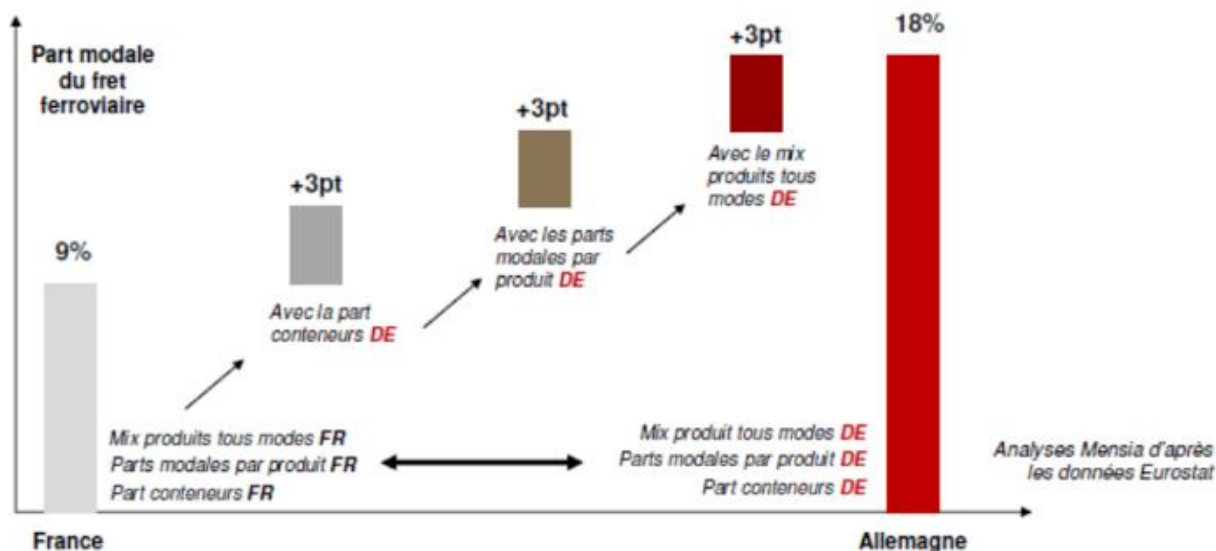 Part modale
du fret
ferroviaire
9%
+3pt
Avec la part
conteneurs DE
+3pt
Avec les parts
modales par
produit DE
+3pt
Avec le mix
produits tous
modes DE
18%
Mix produits tous modes FR
Parts modales par produit FR
Part conteneurs FR
Mix produit tous modes DE
Parts modales par produit DE
Part conteneurs DE
Analyses Mensia d'après
les données Eurostat
France
Allemagne